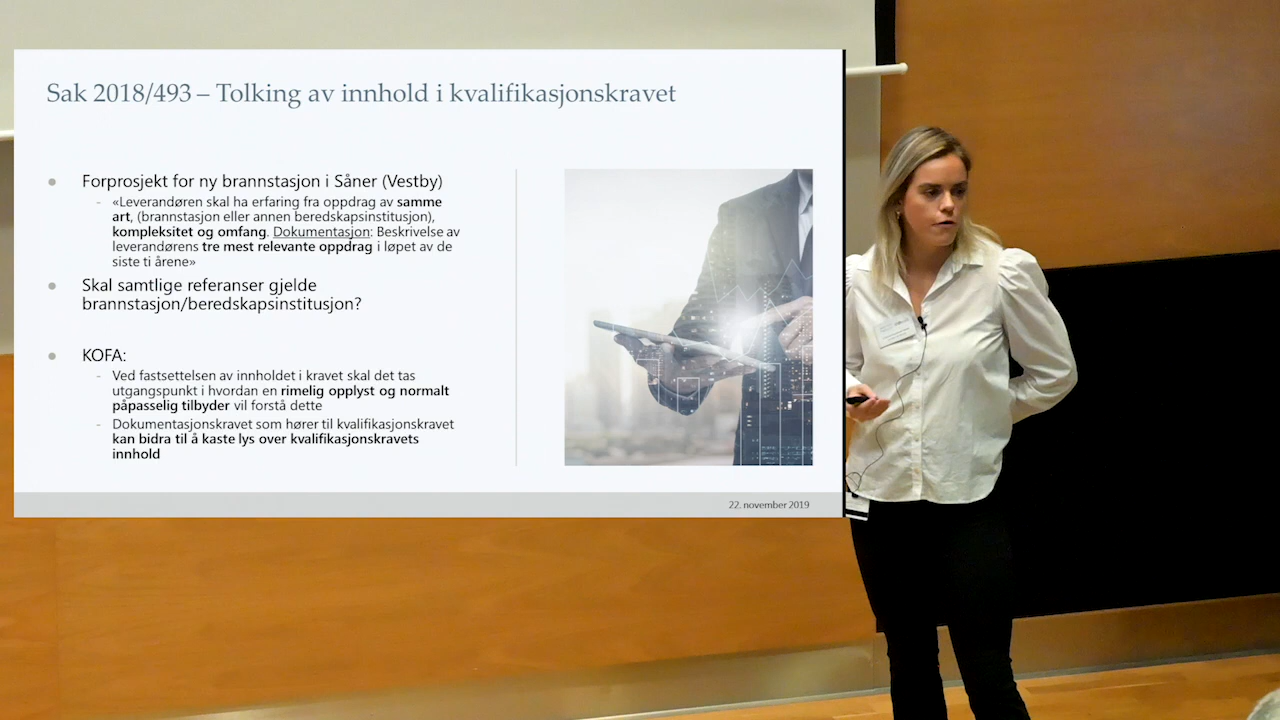 Sak 2018/493 – Tolking av innhold i kvalifikasjonskravet
Forprosjekt for ny brannstasjon i Såner (Vestby)
- «Leverandøren skal ha erfaring fra oppdrag av samme
art, (brannstasjon eller annen beredskapsinstitusjon),
kompleksitet og omfang. Dokumentasjon: Beskrivelse av
leverandørens tre mest relevante oppdrag i løpet av de
siste ti årene»
Skal samtlige referanser gjelde
brannstasjon/beredskapsinstitusjon?
KOFA:
- Ved fastsettelsen av innholdet i kravet skal det tas
utgangspunkt i hvordan en rimelig opplyst og normalt
påpasselig tilbyder vil forstå dette
- Dokumentasjonskravet som hører til kvalifikasjonskravet
kan bidra til å kaste lys over kvalifikasjonskravets
innhold
22. november 2019